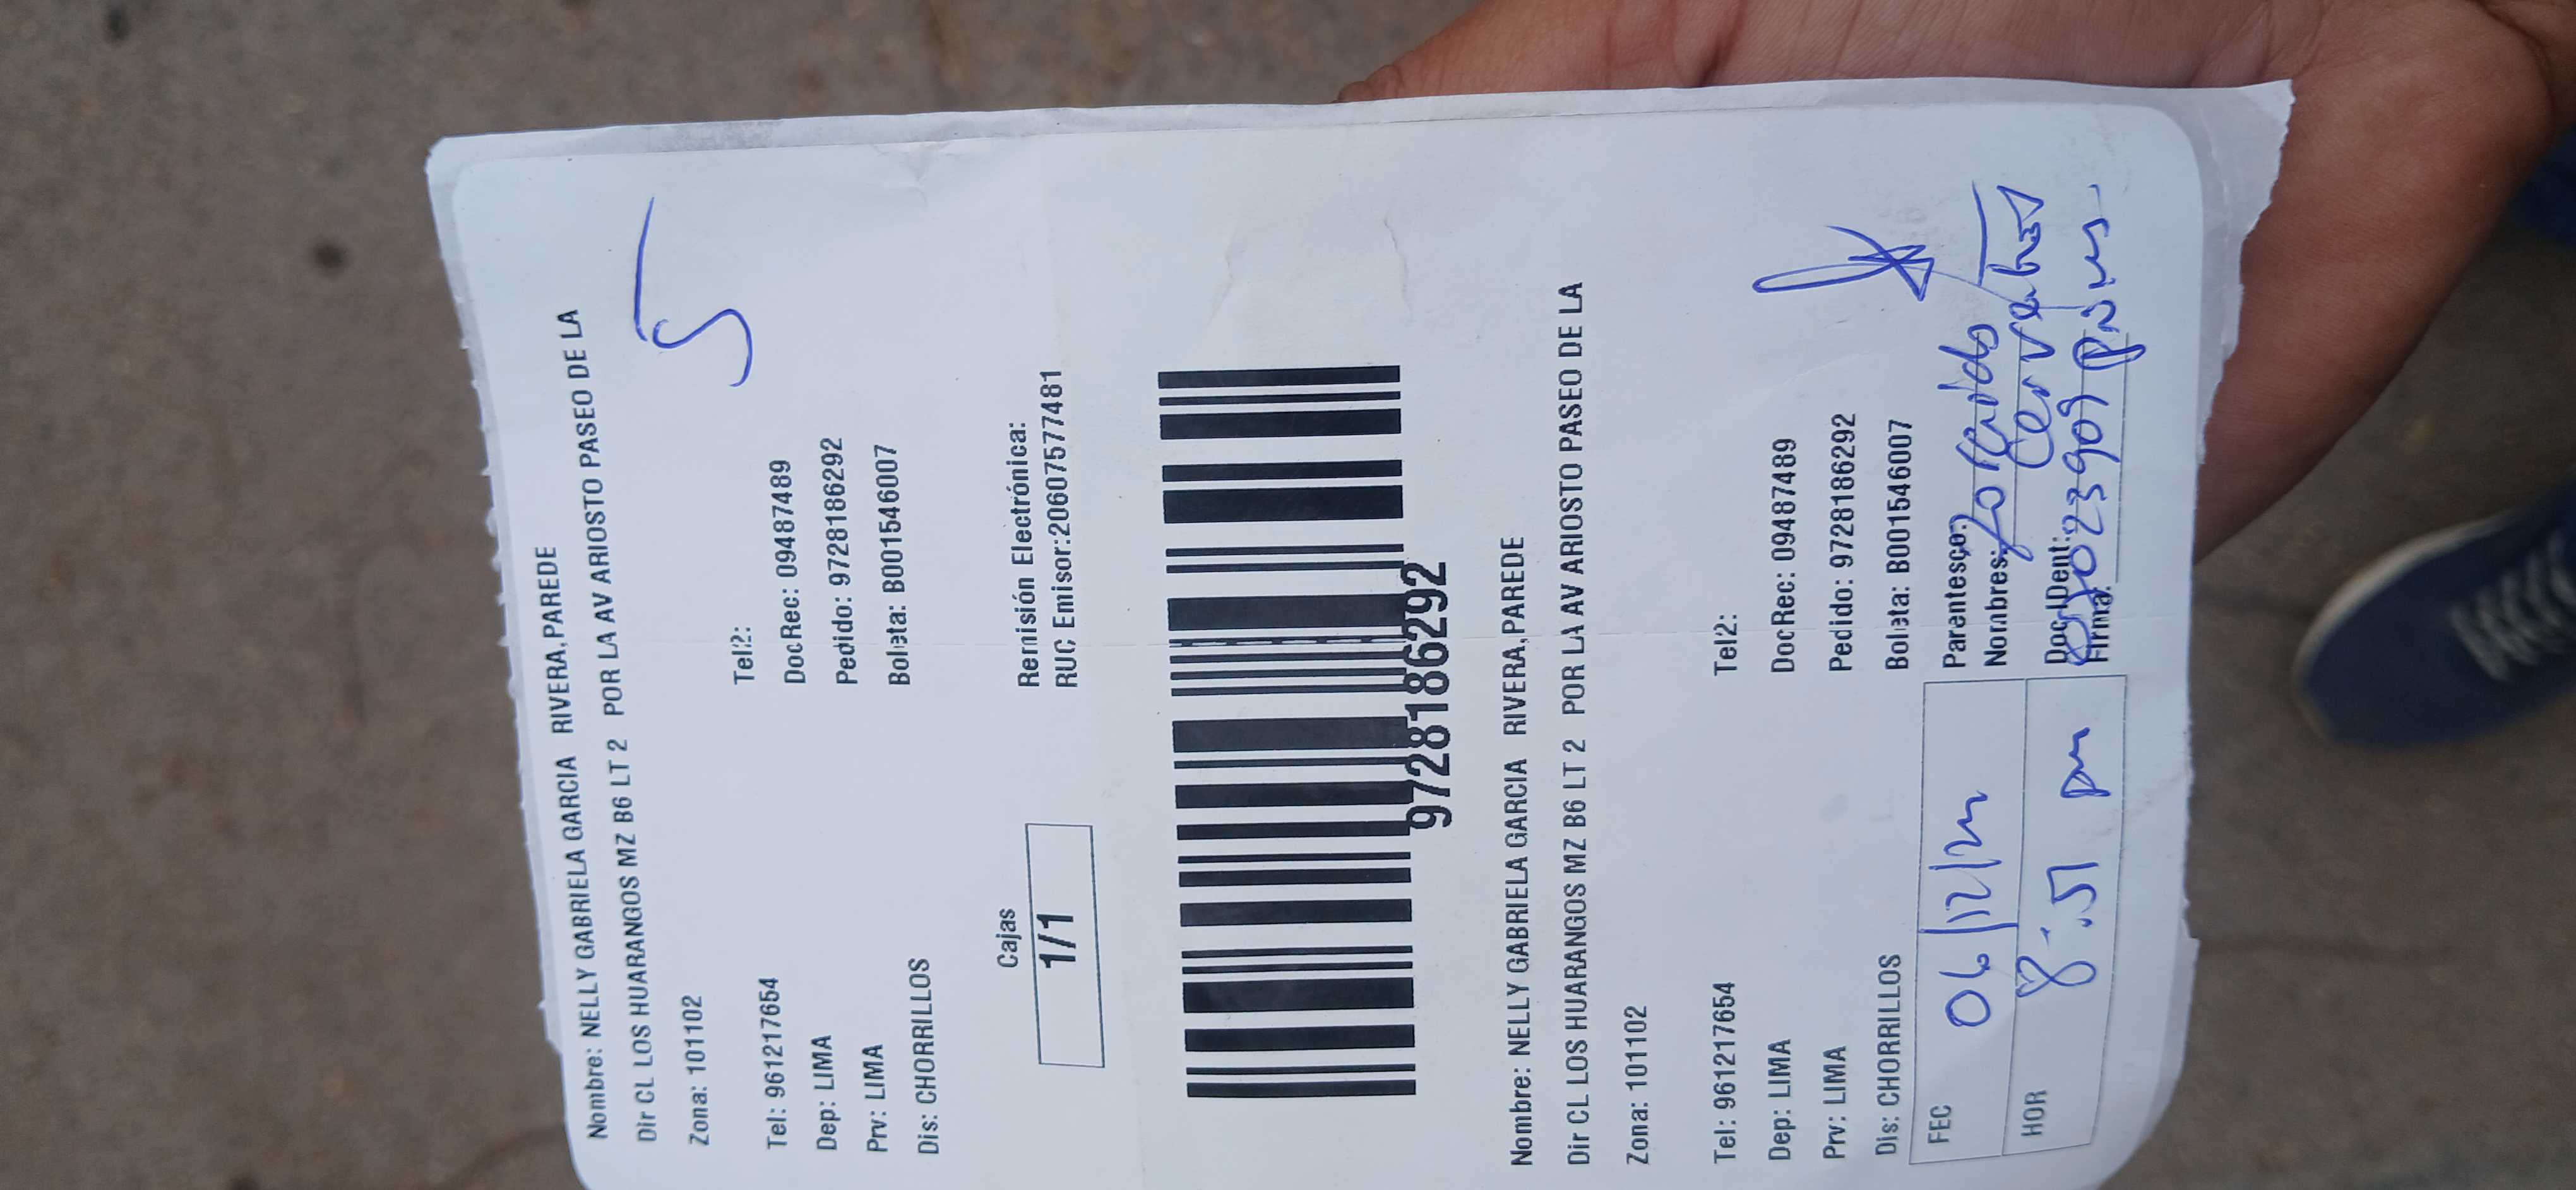 Nombre: NELLY GABRIELA GARCIA RIVERA,PAREDE
Dir CL LOS HUARANGOS MZ B6 LT 2 POR LA AV ARIOSTO PASEO DE LA
Zona: 101102
5
Tel: 961217654 Tel2:
Dep: LIMA DocRec: 09487489
Prv: LIMA Pedido: 9728186292
Dis: CHORRILLOS Boleta: B001546007
Cajas
1/1
Remisión Electrónica:
RUC Emisor:20607577481
9728186292
Nombre: NELLY GABRIELA GARCIA RIVERA,PAREDE
Dir CL LOS HUARANGOS MZ B6 LT 2 POR LA AV ARIOSTO PASEO DE LA
Zona: 101102
Tel: 961217654 Tel2:
Dep: LIMA DocRec: 09487489
Prv: LIMA Pedido: 9728186292
Dis: CHORRILLOS Boleta: B001546007
FEC 06/12/21 Parentesco:
Nombres:
HOR 8:51 pm Doc IDent:
Firma: